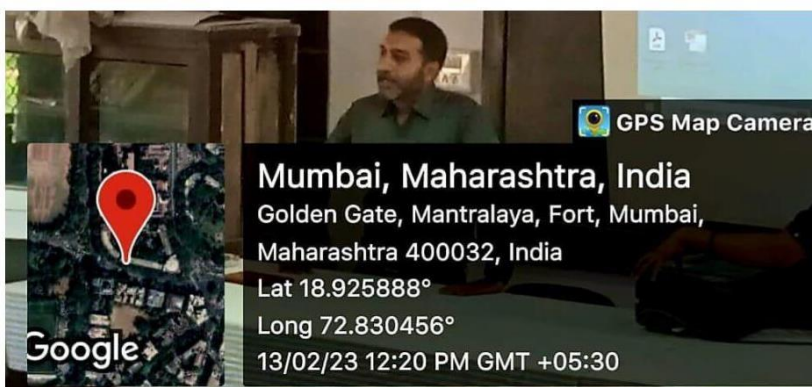 GPS Map Camera
Mumbai, Maharashtra, India
Golden Gate, Mantralaya, Fort, Mumbai,
Maharashtra 400032, India
Lat 18.925888°
Long 72.830456°
13/02/23 12:20 PM GMT +05:30
Google